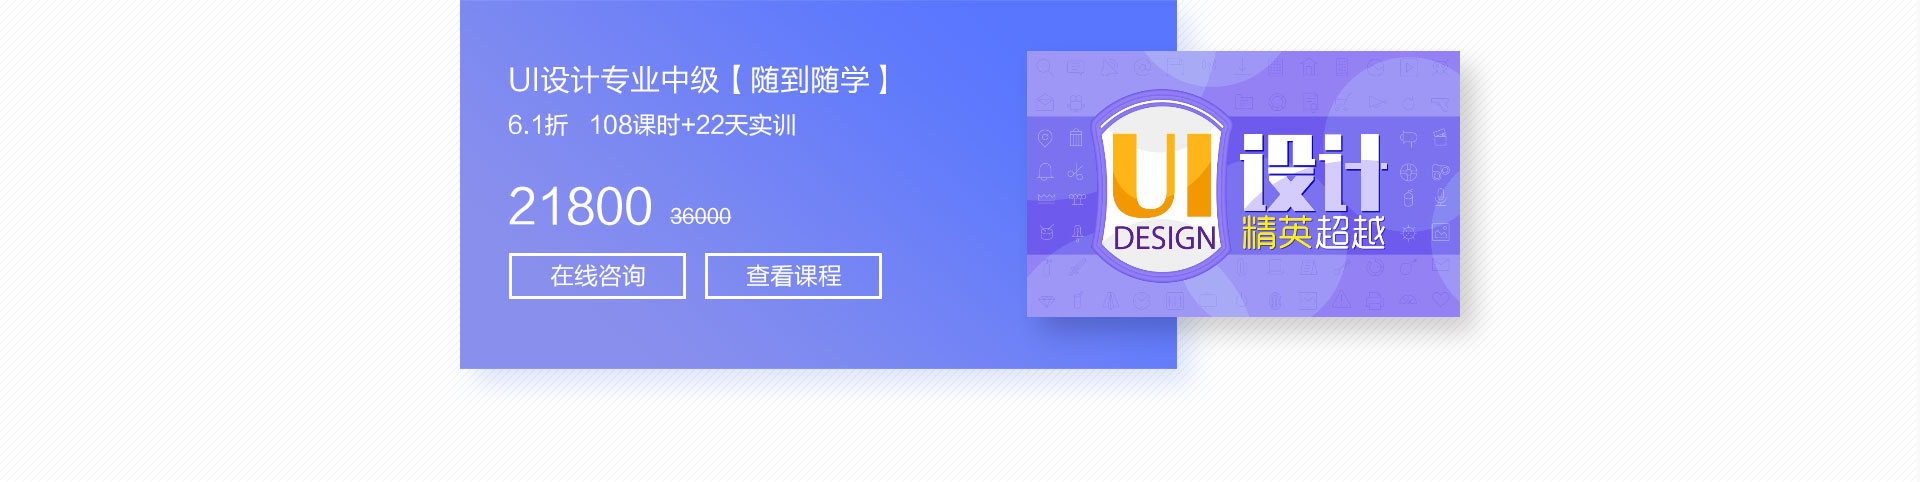 UI设计专业中级【随到随学】
6.1折 108课时+22天实训
21800 36000
在线咨询 查看课程
UI设计
DESIGN 精英超越